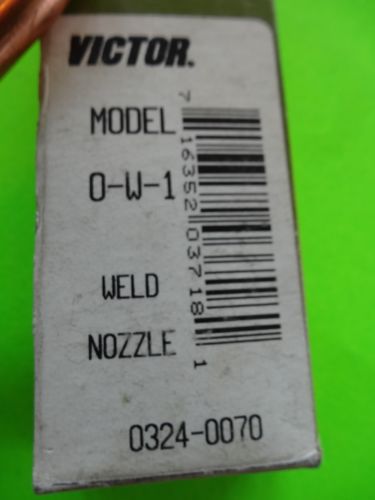 VICTOR.
MODEL
0-W-1
WELD
NOZZLE
7 16352 03718 1
0324-0070